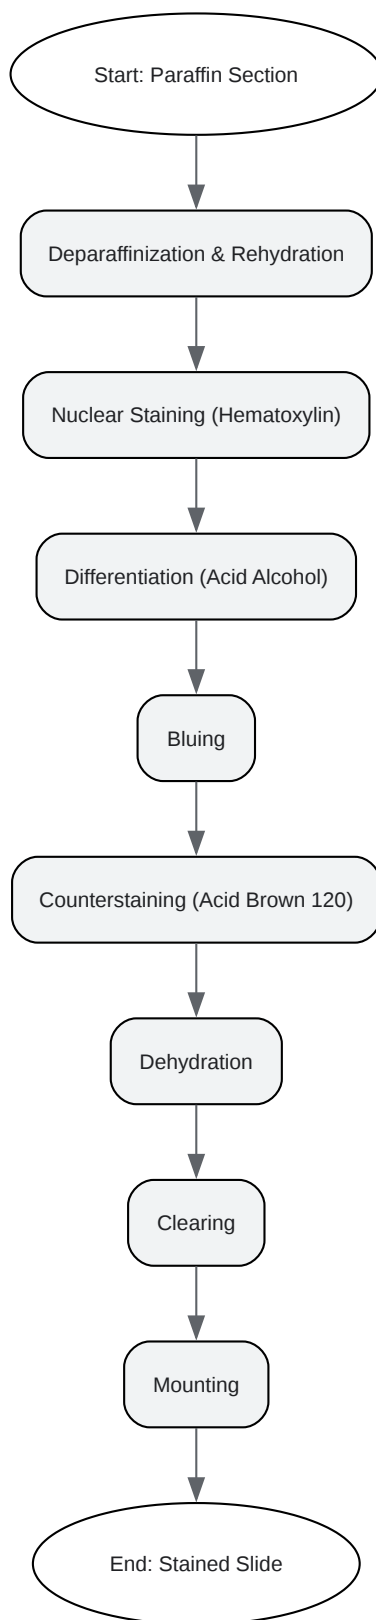 Start: Paraffin Section
Deparaffinization & Rehydration
Nuclear Staining (Hematoxylin)
Differentiation (Acid Alcohol)
Bluing
Counterstaining (Acid Brown 120)
Dehydration
Clearing
Mounting
End: Stained Slide